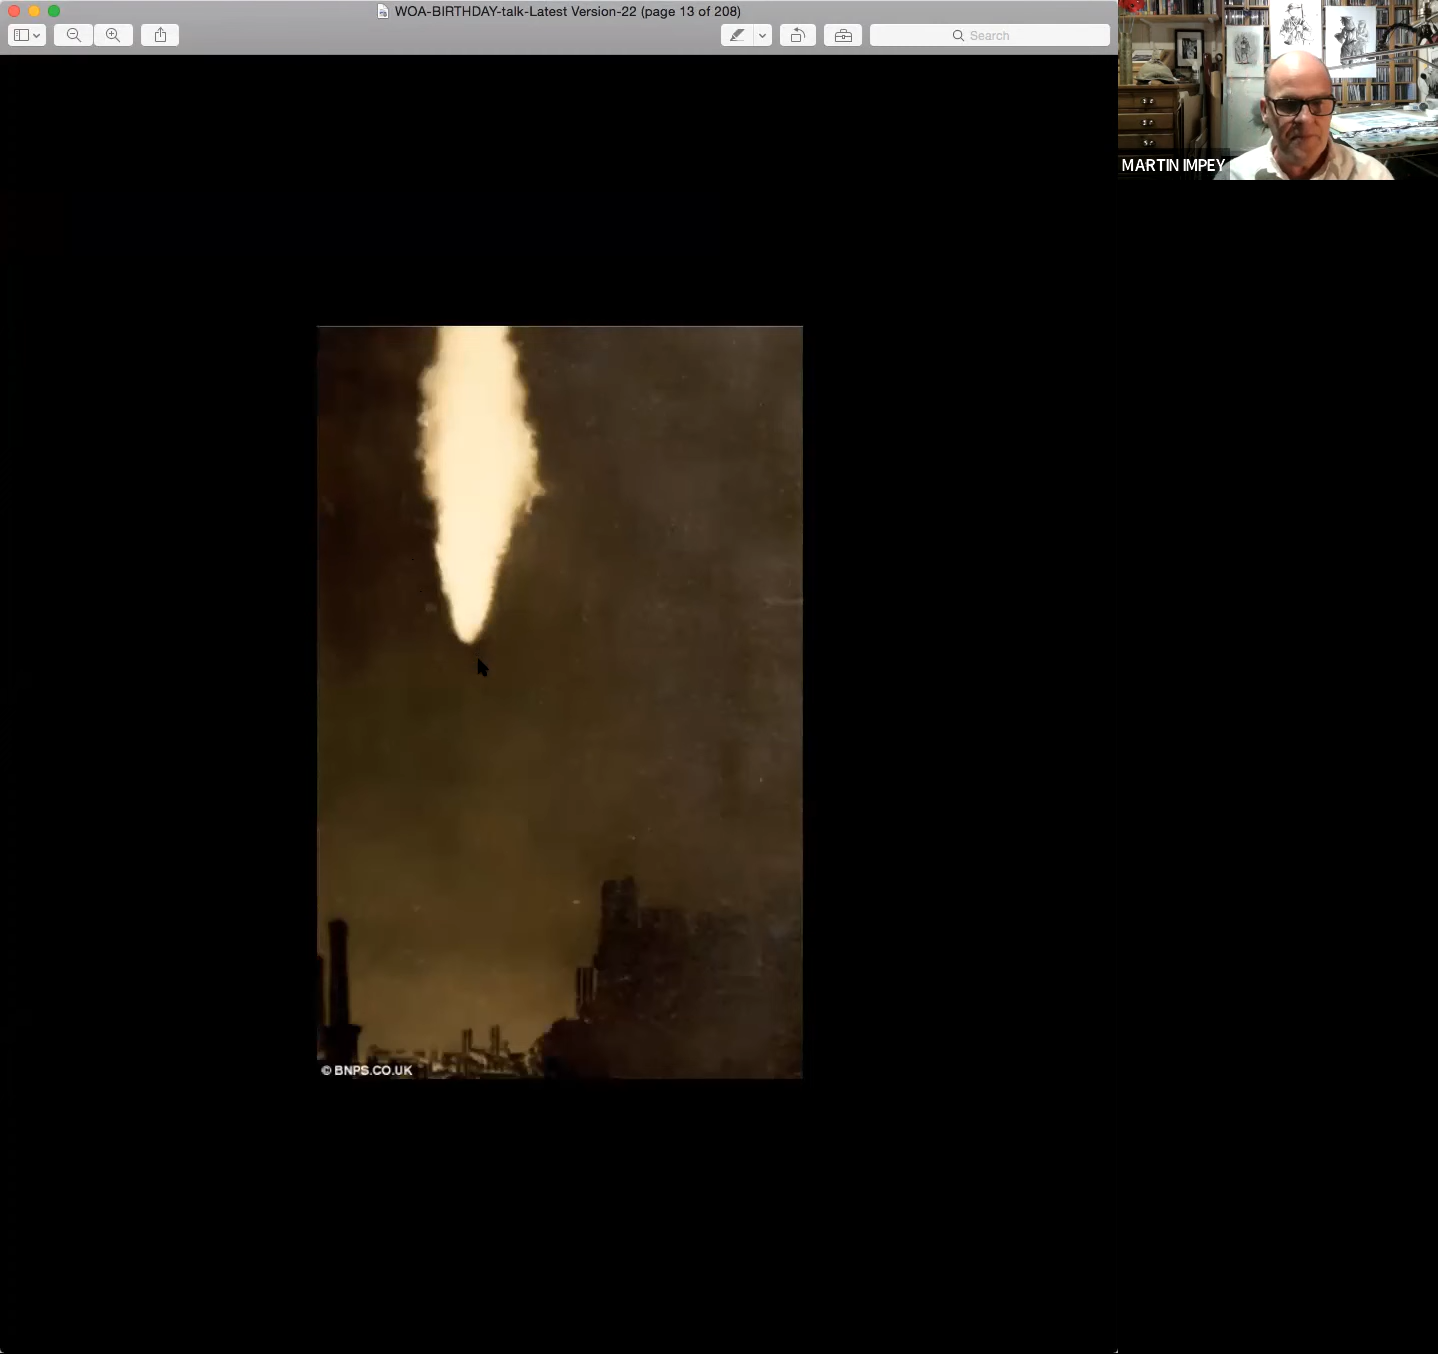 WOA-BIRTHDAY-talk-Latest Version-22 (page 13 of 208)
Search
MARTIN IMPEY
© BNPS.CO.UK